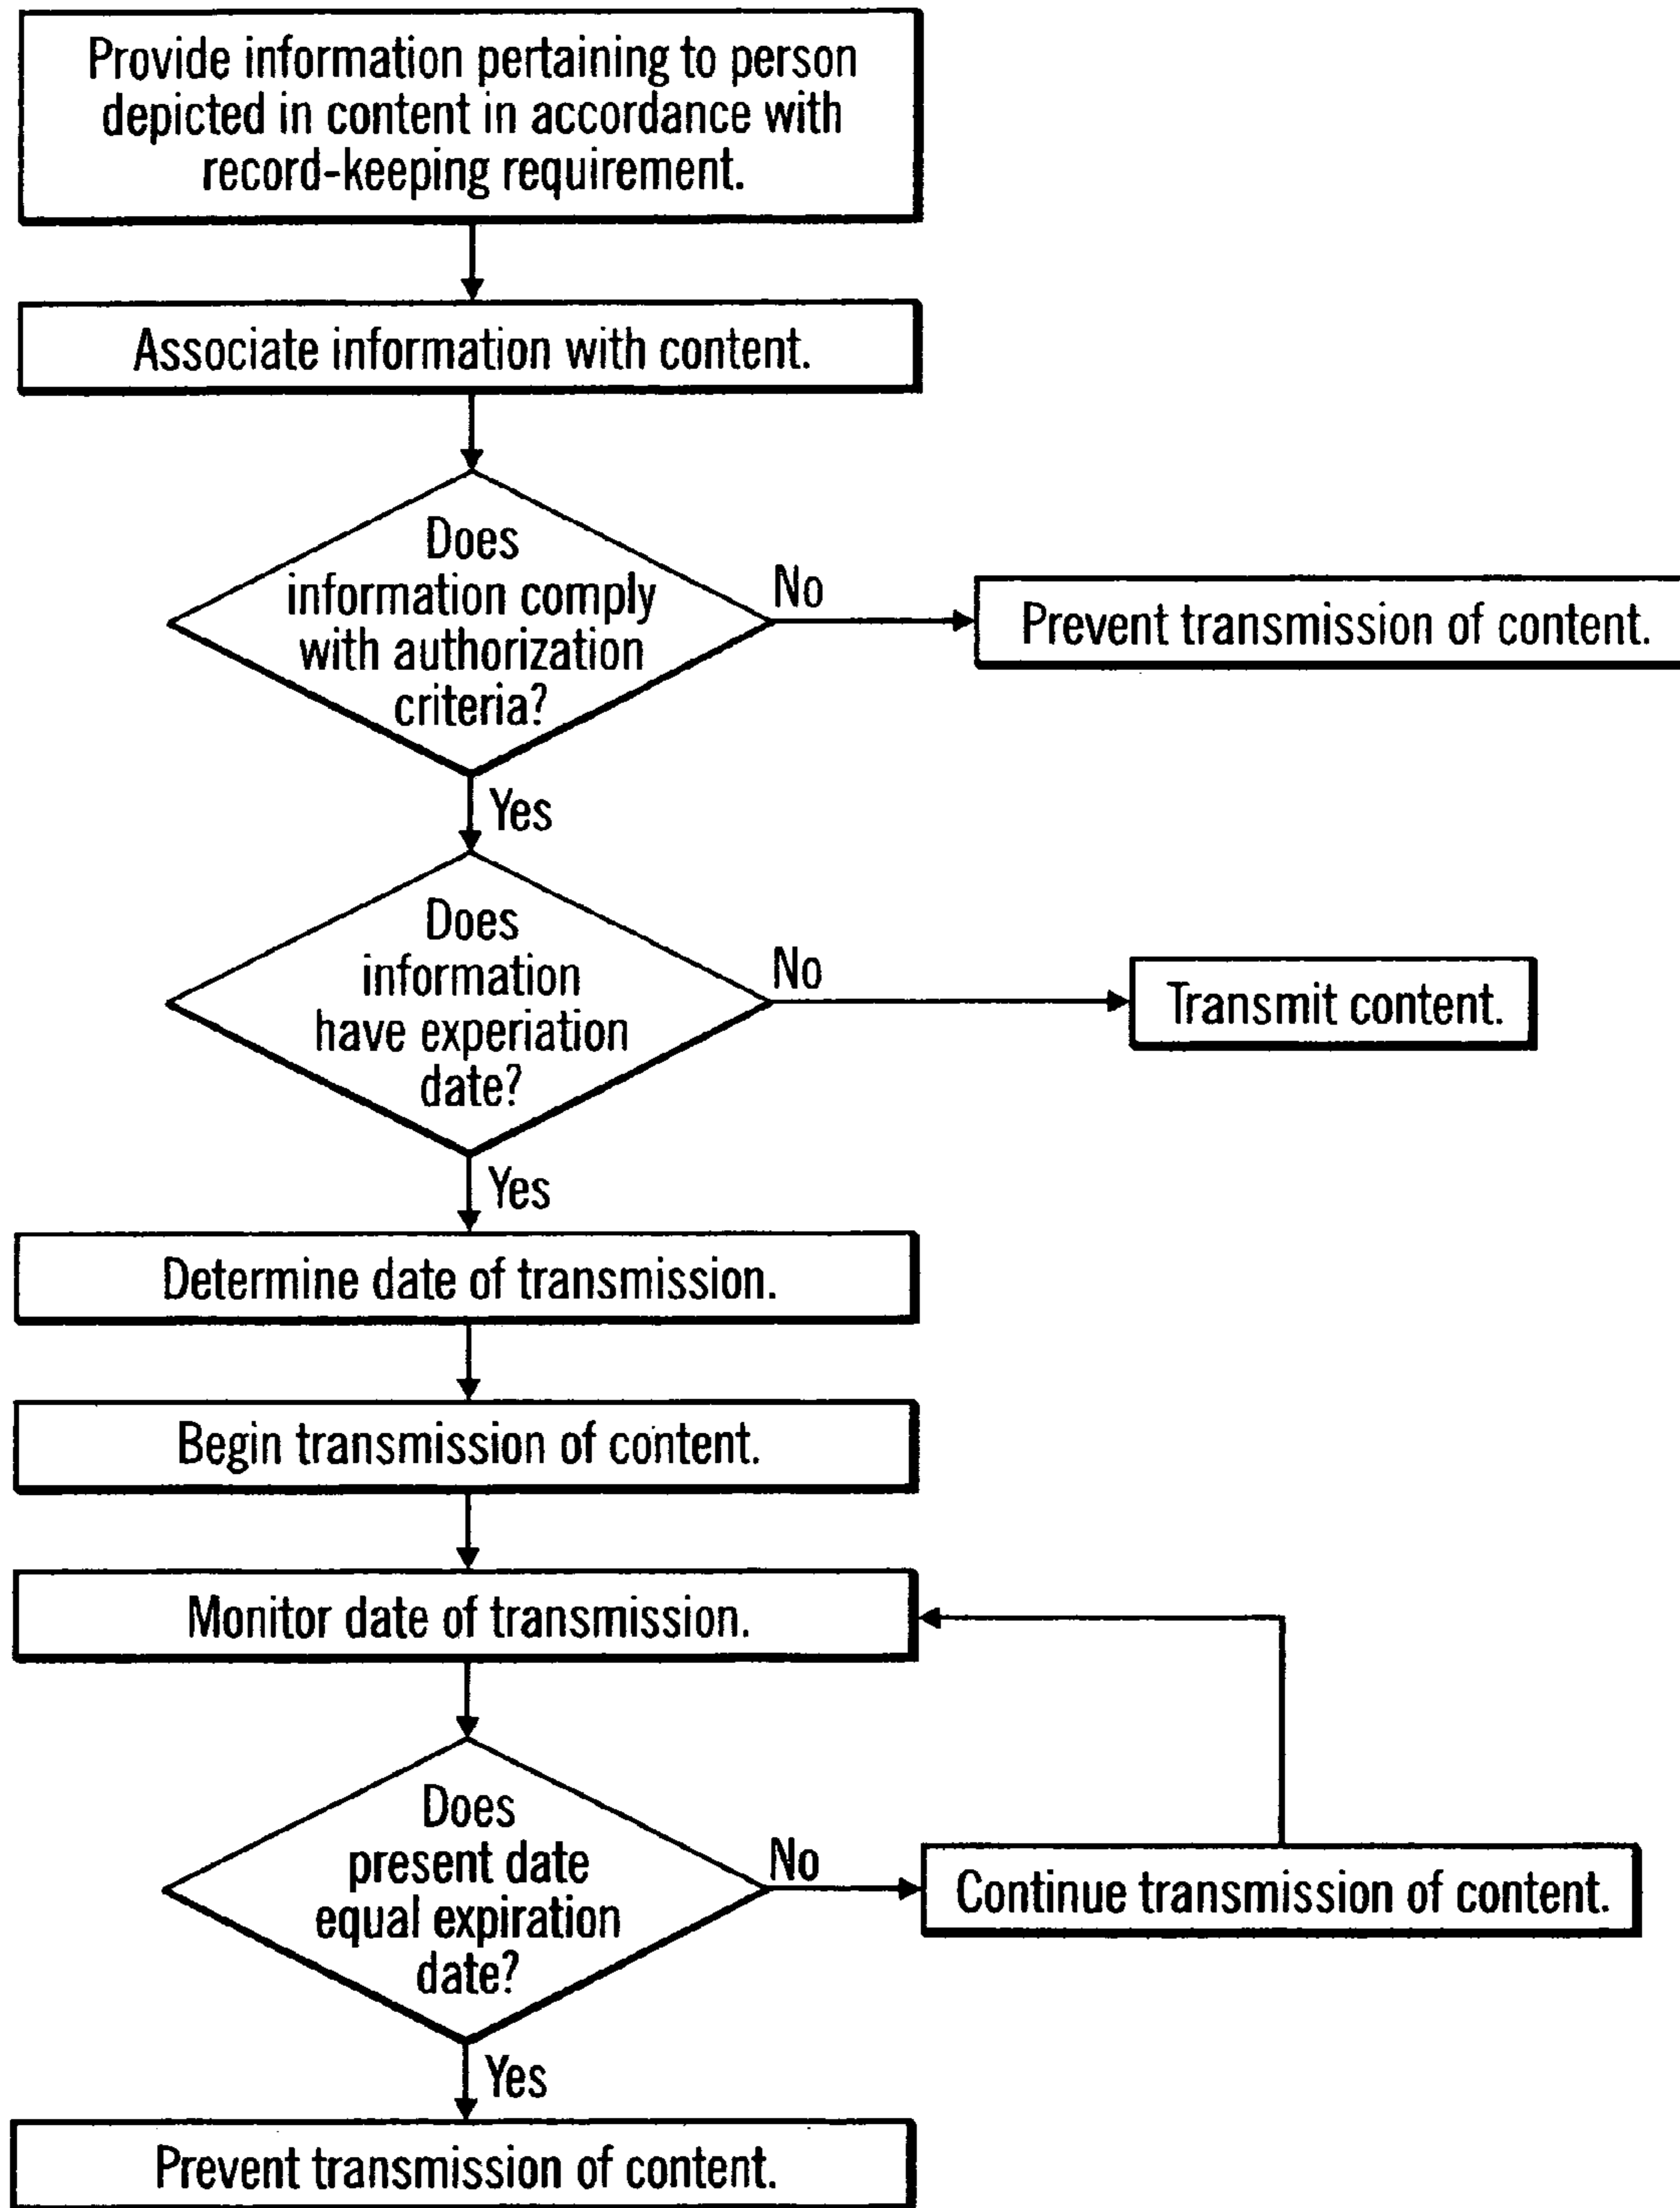 Provide information pertaining to person
depicted in content in accordance with
record-keeping requirement.
Associate information with content.
Does
information comply
with authorization
criteria?
No
Prevent transmission of content.
Yes
Does
information
have experiation
date?
No
Transmit content.
Yes
Determine date of transmission.
Begin transmission of content.
Monitor date of transmission.
Does
present date
equal expiration
date?
No
Continue transmission of content.
Yes
Prevent transmission of content.